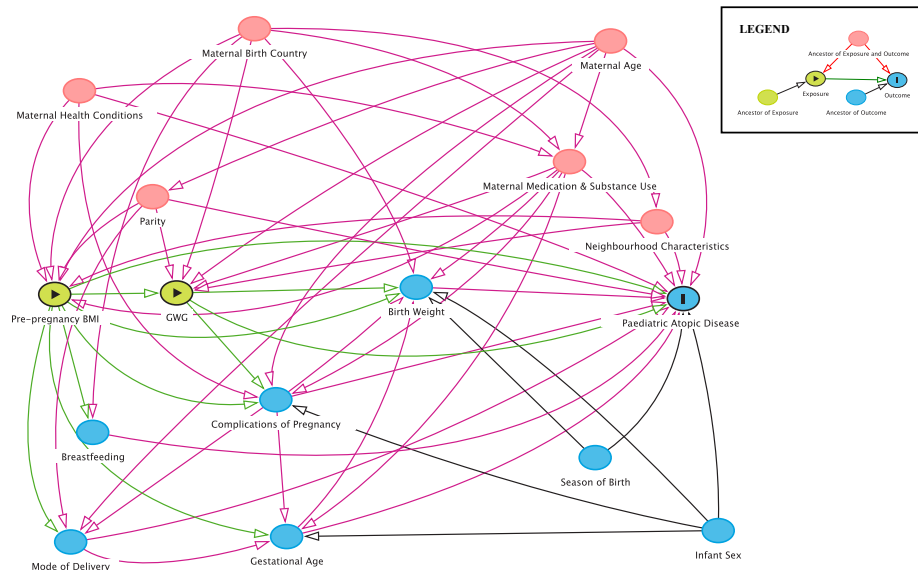 LEGEND
Ancestor of Exposure and Outcome
Exposure
Outcome
Ancestor of Exposure
Ancestor of Outcome
Maternal Birth Country
Maternal Age
Maternal Health Conditions
Maternal Medication & Substance Use
Parity
Neighbourhood Characteristics
Pre-pregnancy BMI
GWG
Birth Weight
Paediatric Atopic Disease
Complications of Pregnancy
Breastfeeding
Season of Birth
Mode of Delivery
Gestational Age
Infant Sex